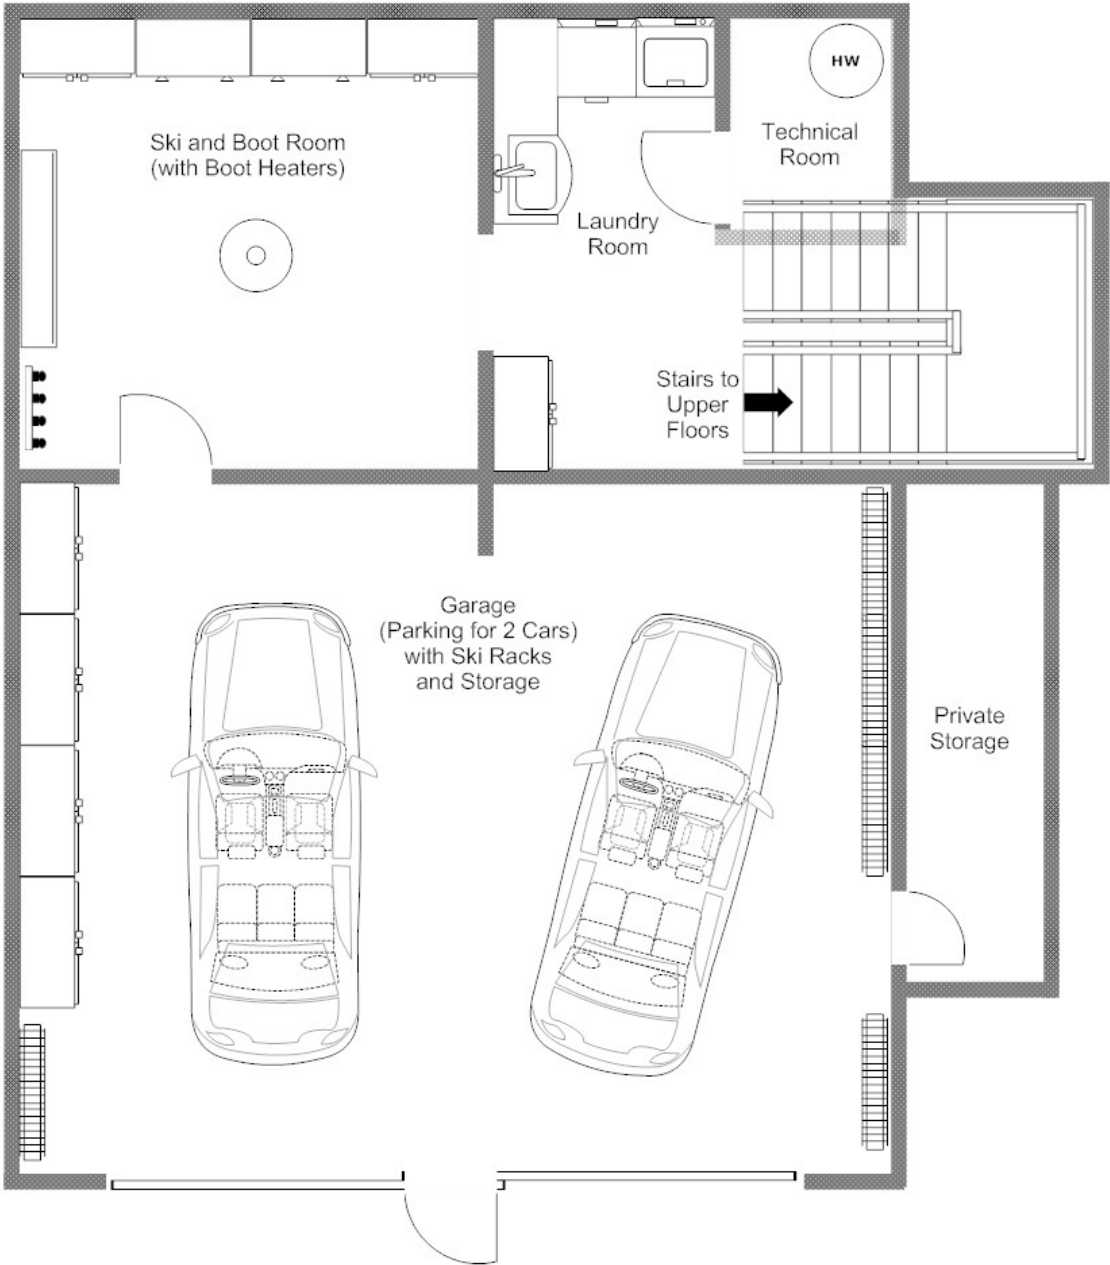 HW
Technical
Room
Ski and Boot Room
(with Boot Heaters)
Laundry
Room
Stairs to
Upper
Floors
Garage
(Parking for 2 Cars)
with Ski Racks
and Storage
Private
Storage